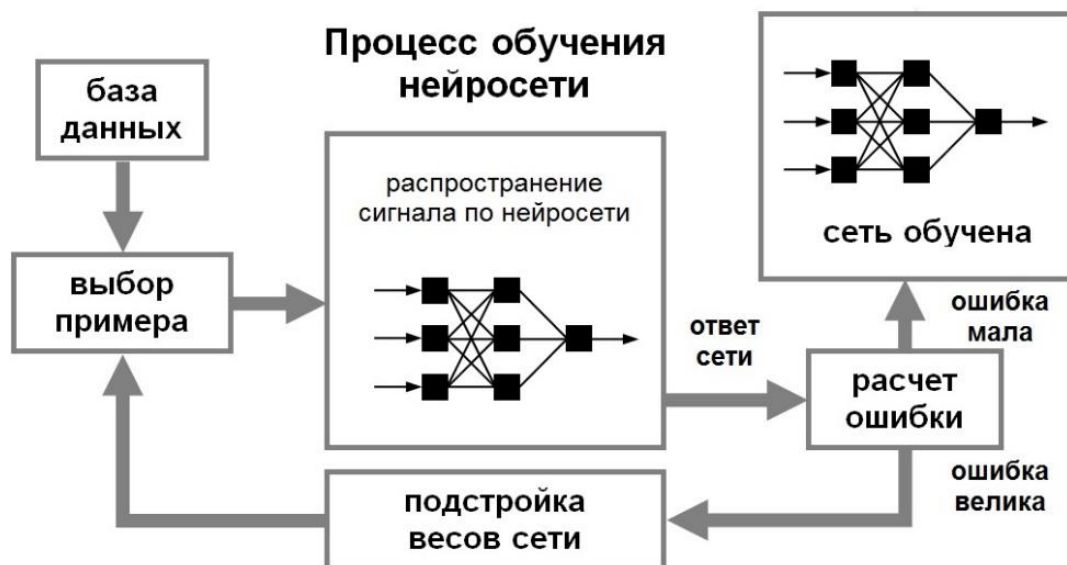 Процесс обучения
нейросети
база
данных
выбор
примера
распространение
сигнала по нейросети
ответ
сети
расчет
ошибки
ошибка
мала
сеть обучена
ошибка
велика
подстройка
весов сети